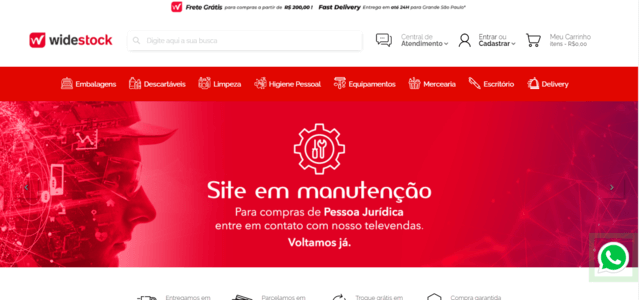 Frete Grátis para compras a partir de R$ 200,00 ! Fast Delivery Entrega em até 24H para Grande São Paulo*
widestock
Digite aqui a sua busca
Central de
Atendimento
Entrar ou
Cadastrar
Meu Carrinho
Itens - R$0,00
Embalagens Descartáveis Limpeza Higiene Pessoal Equipamentos Mercearia Escritório Delivery
Site em manutenção
Para compras de Pessoa Jurídica
entre em contato com nosso televendas.
Voltamos já.
Entregamos em Parcelamos em Troque grátis em Compra garantida